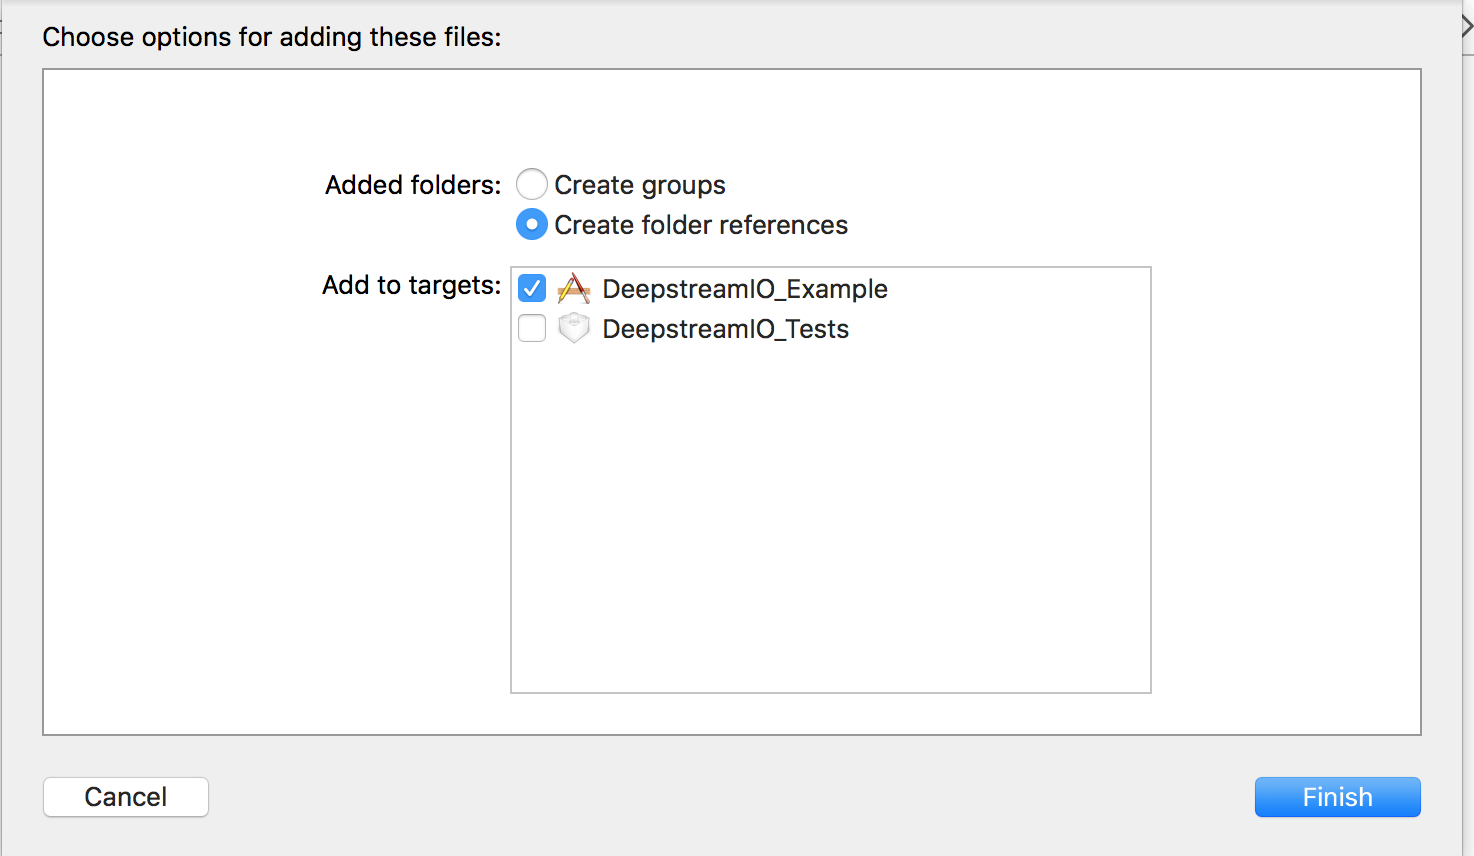 Choose options for adding these files:
Added folders: Create groups
Create folder references
Add to targets: DeepstreamIO_Example
DeepstreamIO_Tests
Cancel Finish